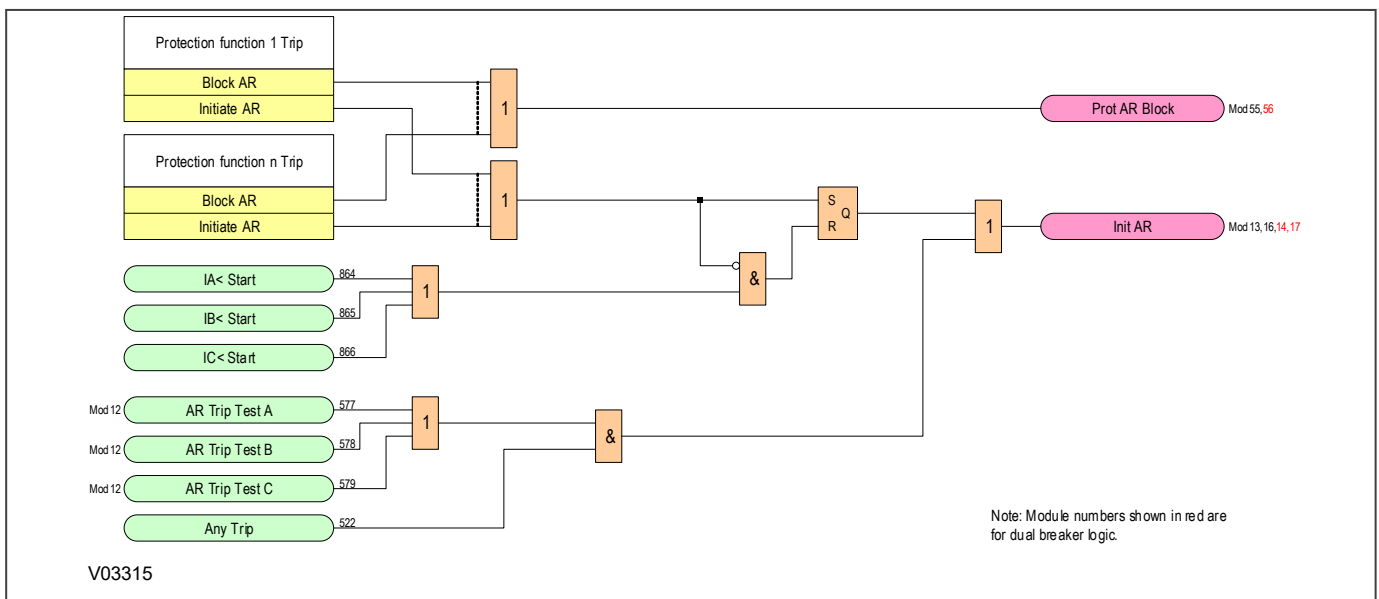 Protection function 1 Trip
Block AR
Initiate AR
1
Prot AR Block
Mod 55,56
Protection function n Trip
Block AR
Initiate AR
1
S
Q
R
1
Init AR
Mod 13,16,14,17
&
IA< Start
864
1
IB< Start
865
IC< Start
866
Mod 12
AR Trip Test A
577
1
&
Mod 12
AR Trip Test B
578
Mod 12
AR Trip Test C
579
Any Trip
522
Note: Module numbers shown in red are
for dual breaker logic.
V03315